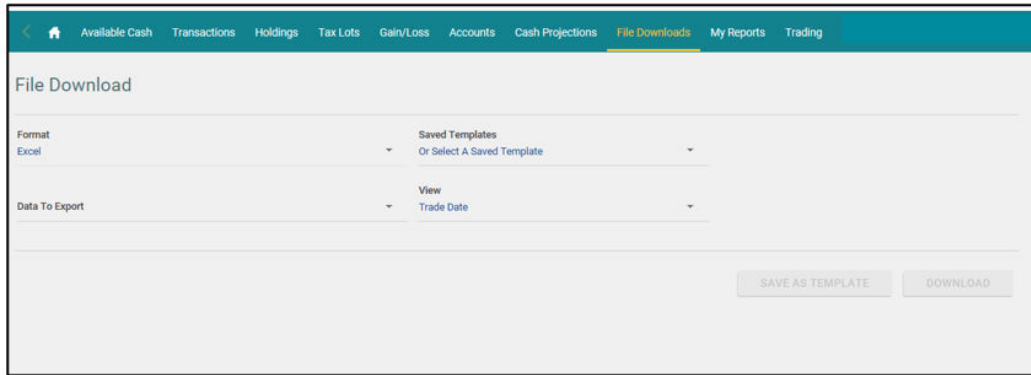 Available Cash Transactions Holdings Tax Lots Gain/Loss Accounts Cash Projections File Downloads My Reports Trading
File Download
Format
Excel
Saved Templates
Or Select A Saved Template
Data To Export
View
Trade Date
SAVE AS TEMPLATE DOWNLOAD